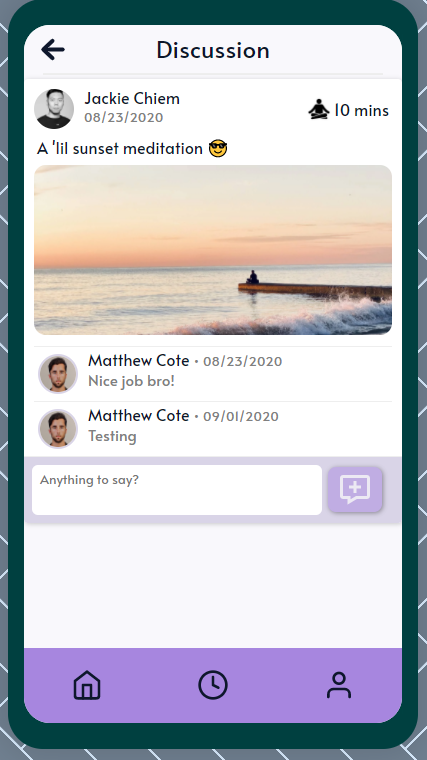 Discussion
Jackie Chiem
08/23/2020
10 mins
A 'lil sunset meditation 😎
Matthew Cote • 08/23/2020
Nice job bro!
Matthew Cote • 09/01/2020
Testing
Anything to say?